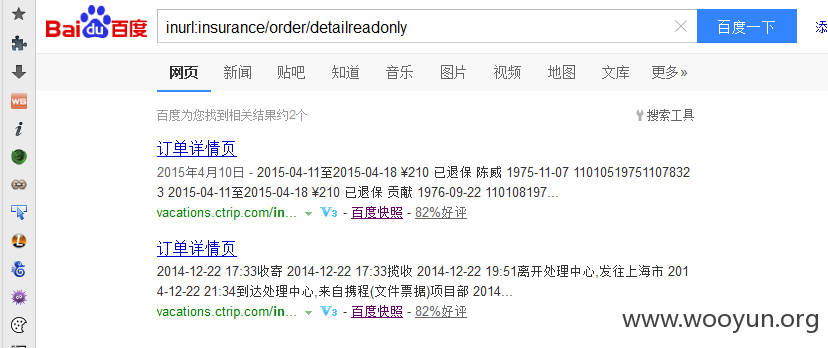 Bai du 百度 inurl:insurance/order/detailreadonly 百度一下 添
网页 新闻 贴吧 知道 音乐 图片 视频 地图 文库 更多»
百度为您找到相关结果约2个 搜索工具
订单详情页
2015年4月10日 - 2015-04-11至2015-04-18 ¥210 已退保 陈威 1975-11-07 11010519751107832
3 2015-04-11至2015-04-18 ¥210 已退保 贡献 1976-09-22 110108197...
vacations.ctrip.com/in... V3 - 百度快照 - 82%好评
订单详情页
2014-12-22 17:33收寄 2014-12-22 17:33揽收 2014-12-22 19:51离开处理中心,发往上海市 201
4-12-22 21:34到达处理中心,来自携程(文件票据)项目部 2014...
vacations.ctrip.com/in... V3 - 百度快照 - 82%好评
www.wooyun.org